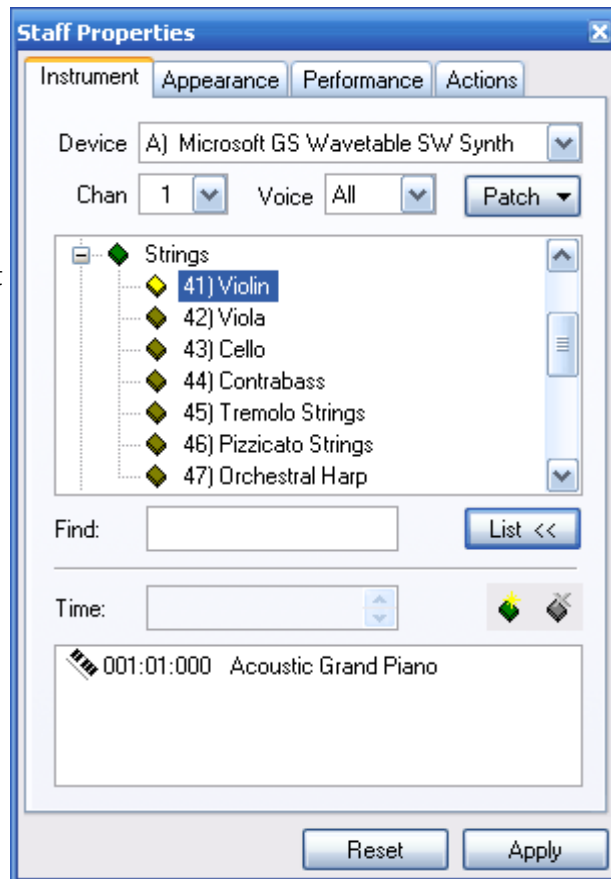 Staff Properties
Instrument Appearance Performance Actions
Device A) Microsoft GS Wavetable SW Synth
Chan 1 Voice All Patch
Strings
41) Violin
42) Viola
43) Cello
44) Contrabass
45) Tremolo Strings
46) Pizzicato Strings
47) Orchestral Harp
Find: List <<
Time:
001:01:000 Acoustic Grand Piano
Reset Apply